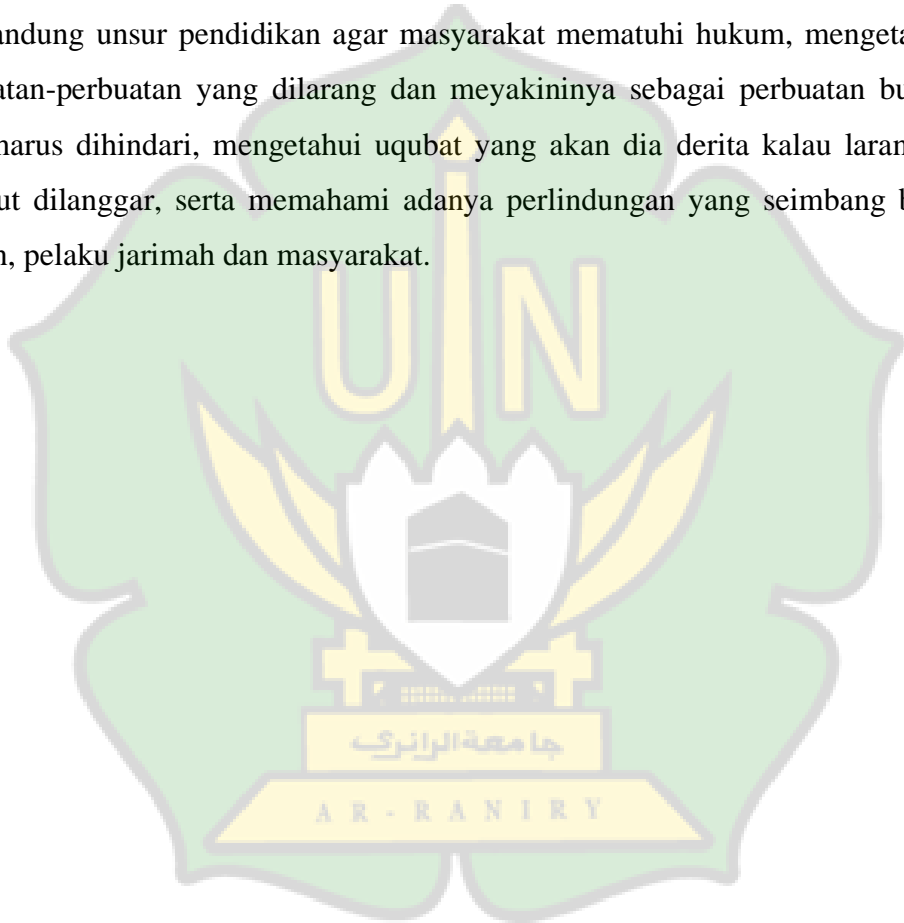 andung unsur pendidikan agar masyarakat mematuhi hukum, mengeta
atan-perbuatan yang dilarang dan meyakininya sebagai perbuatan bu
harus dihindari, mengetahui uqubat yang akan dia derita kalau laran
ut dilanggar, serta memahami adanya perlindungan yang seimbang b
n, pelaku jarimah dan masyarakat.
UIN
جامعة الرانري
AR-RANIRY